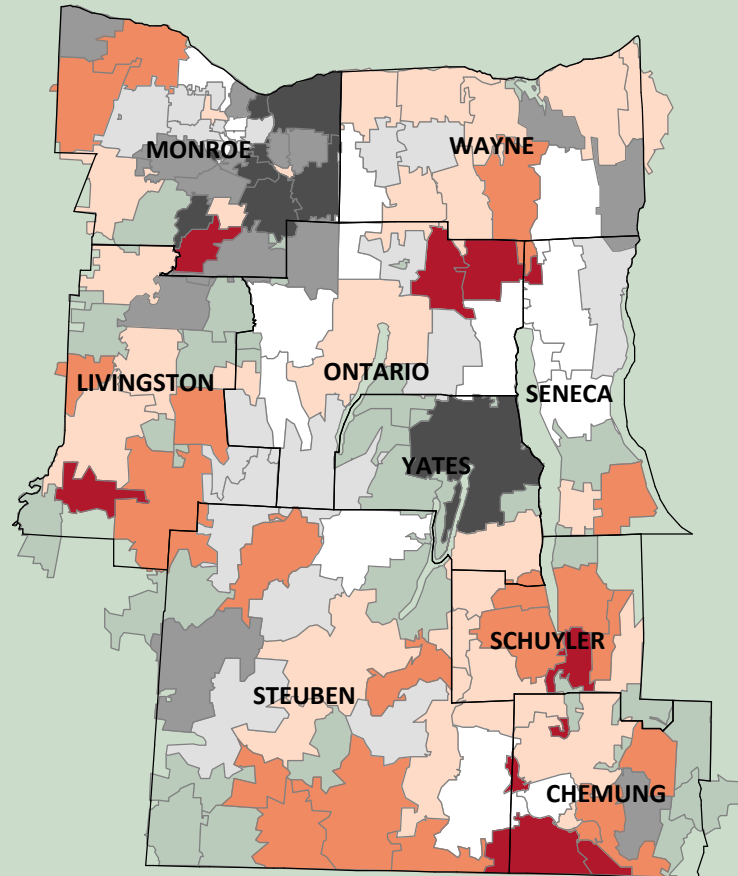 MONROE
WAYNE
LIVINGSTON
ONTARIO
SENECA
YATES
SCHUYLER
STEUBEN
CHEMUNG